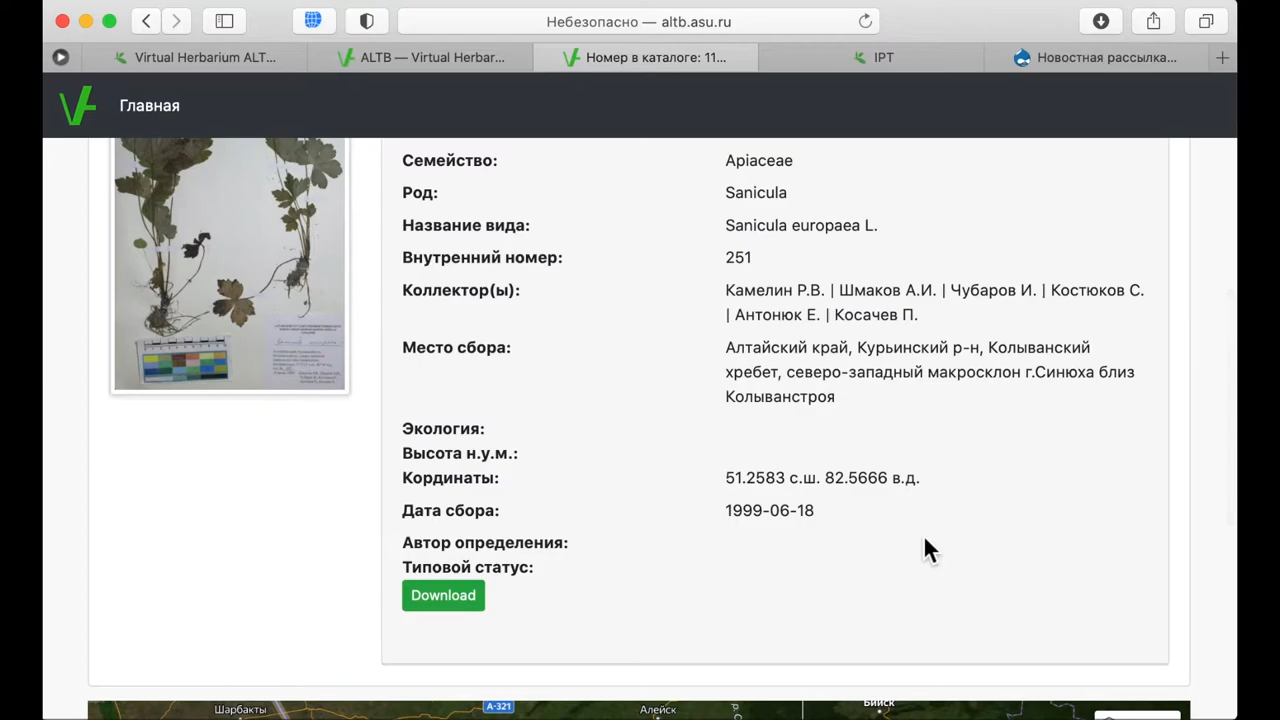 Небезопасно — altb.asu.ru
Virtual Herbarium ALT...
ALTB — Virtual Herbar...
Номер в каталоге: 11...
IPT
Новостная рассылка...
Главная
Семейство: Apiaceae
Род: Sanicula
Название вида: Sanicula europaea L.
Внутренний номер: 251
Коллектор(ы): Камелин Р.В. | Шмаков А.И. | Чубаров И. | Костюков С.
| Антонюк Е. | Косачев П.
Место сбора: Алтайский край, Курьинский р-н, Колыванский
хребет, северо-западный макросклон г.Синюха близ
Колыванстроя
Экология:
Высота н.у.м.:
Кординаты: 51.2583 с.ш. 82.5666 в.д.
Дата сбора: 1999-06-18
Автор определения:
Типовой статус:
Download
Шарбакты
А-321
Алейск
Бийск